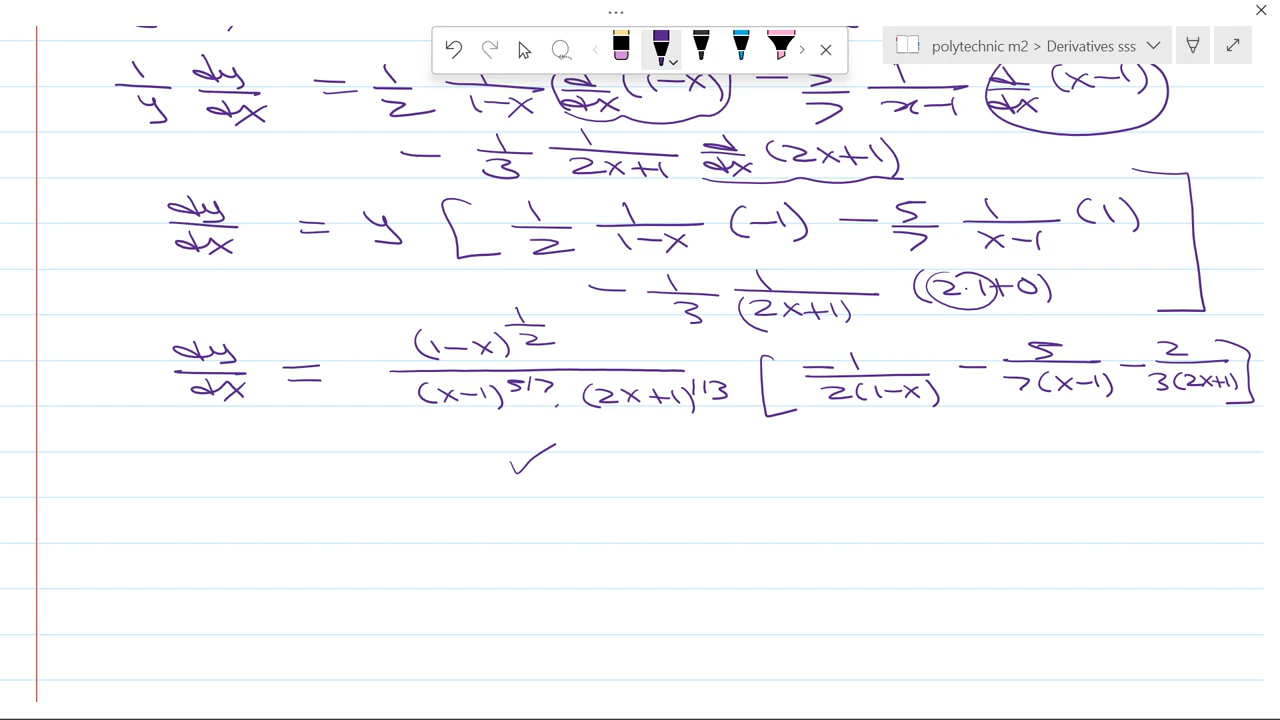 polytechnic m2 > Derivatives sss
1/y dy/dx = 1/2 1/(1-x) (d/dx (1-x)) - 5/7 1/(x-1) (d/dx (x-1))
- 1/3 1/(2x+1) d/dx (2x+1)
dy/dx = y [ 1/2 1/(1-x) (-1) - 5/7 1/(x-1) (1)
- 1/3 1/(2x+1) (2·1+0) ]
dy/dx = (1-x)^(1/2) / ((x-1)^(5/7) · (2x+1)^(1/3)) [ -1/(2(1-x)) - 5/(7(x-1)) - 2/(3(2x+1)) ]
✓